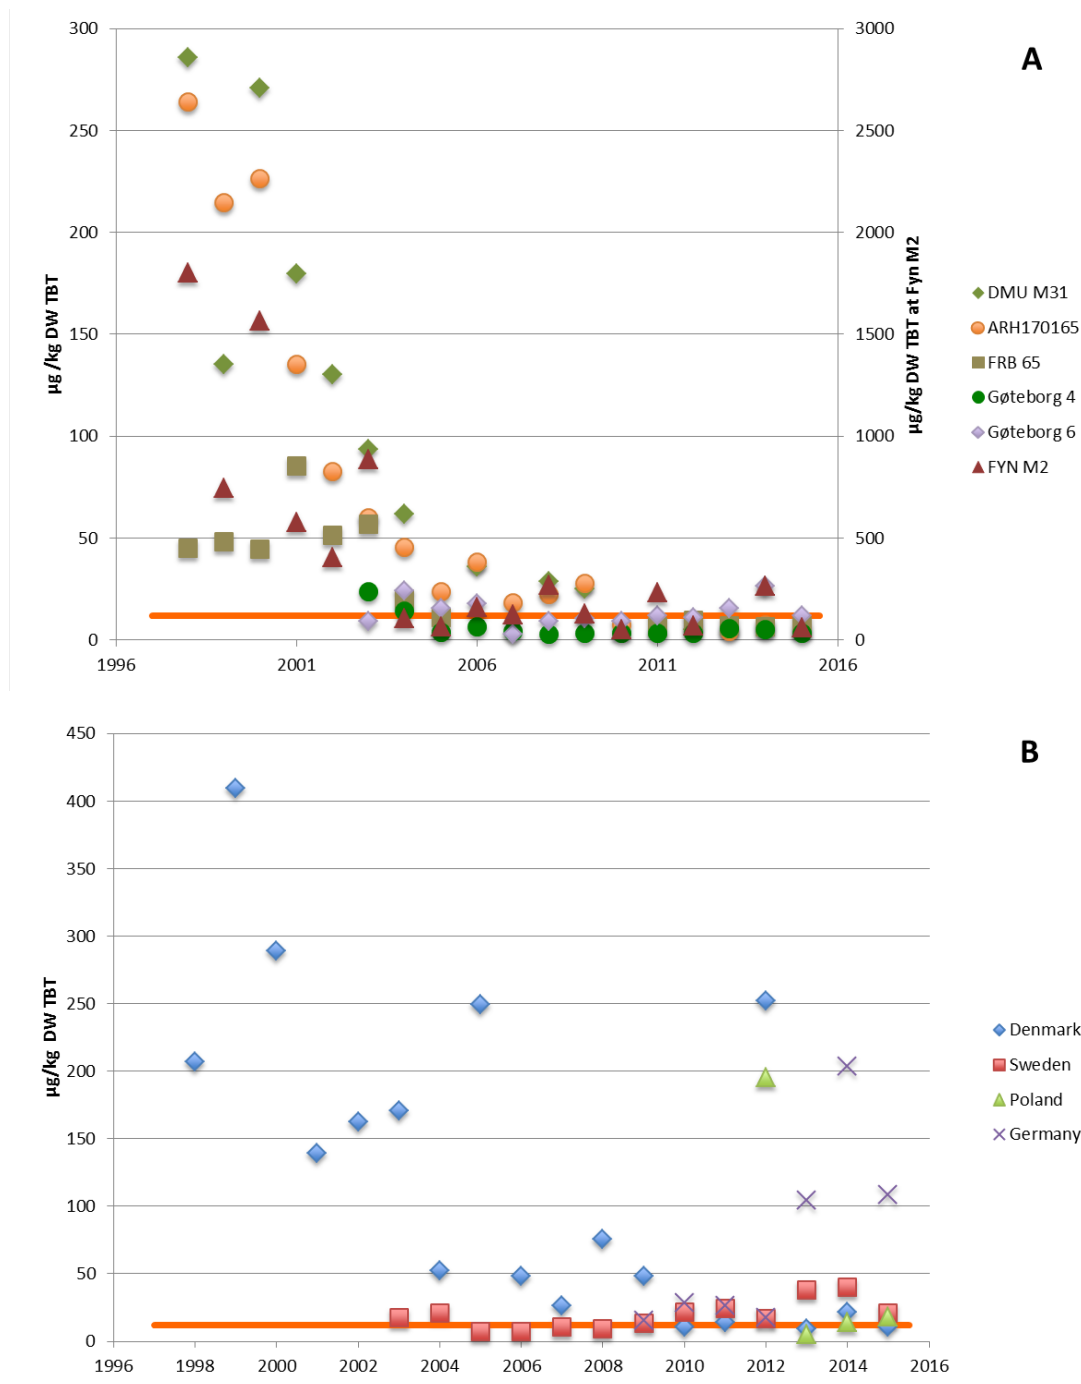 A
300
250
200
150
100
50
0
µg /kg DW TBT
3000
2500
2000
1500
1000
500
0
µg/kg DW TBT at Fyn M2
1996 2001 2006 2011 2016
DMU M31
ARH170165
FRB 65
Gøteborg 4
Gøteborg 6
FYN M2
B
450
400
350
300
250
200
150
100
50
0
µg/kg DW TBT
1996 1998 2000 2002 2004 2006 2008 2010 2012 2014 2016
Denmark
Sweden
Poland
Germany